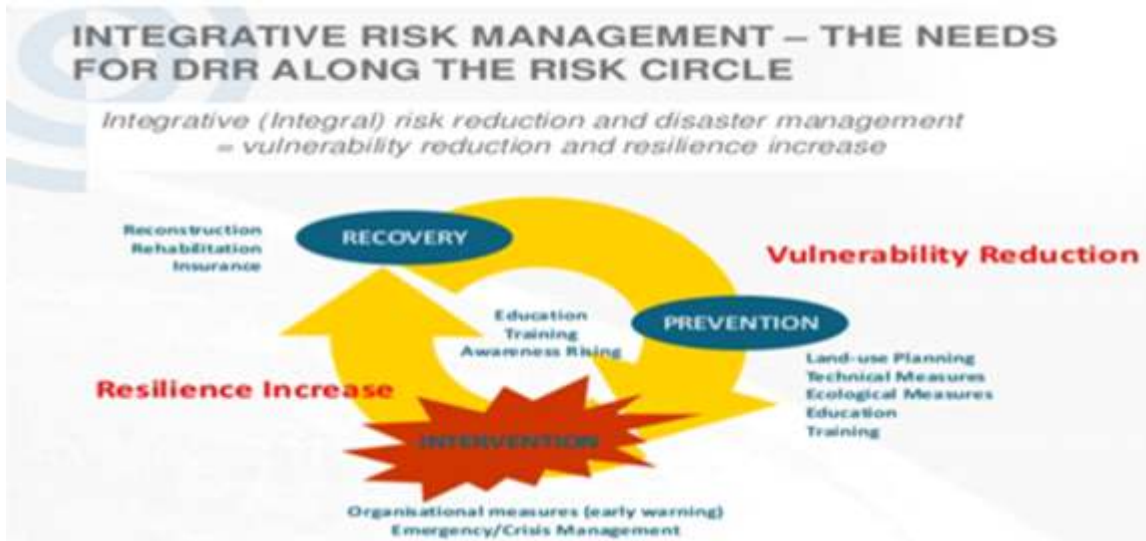 INTEGRATIVE RISK MANAGEMENT – THE NEEDS
FOR DRR ALONG THE RISK CIRCLE
Integrative (Integral) risk reduction and disaster management
= vulnerability reduction and resilience increase
Reconstruction
Rehabilitation
Insurance
RECOVERY
Vulnerability Reduction
Education
Training
Awareness Rising
PREVENTION
Land-use Planning
Technical Measures
Ecological Measures
Education
Training
Resilience Increase
INTERVENTION
Organisational measures (early warning)
Emergency/Crisis Management